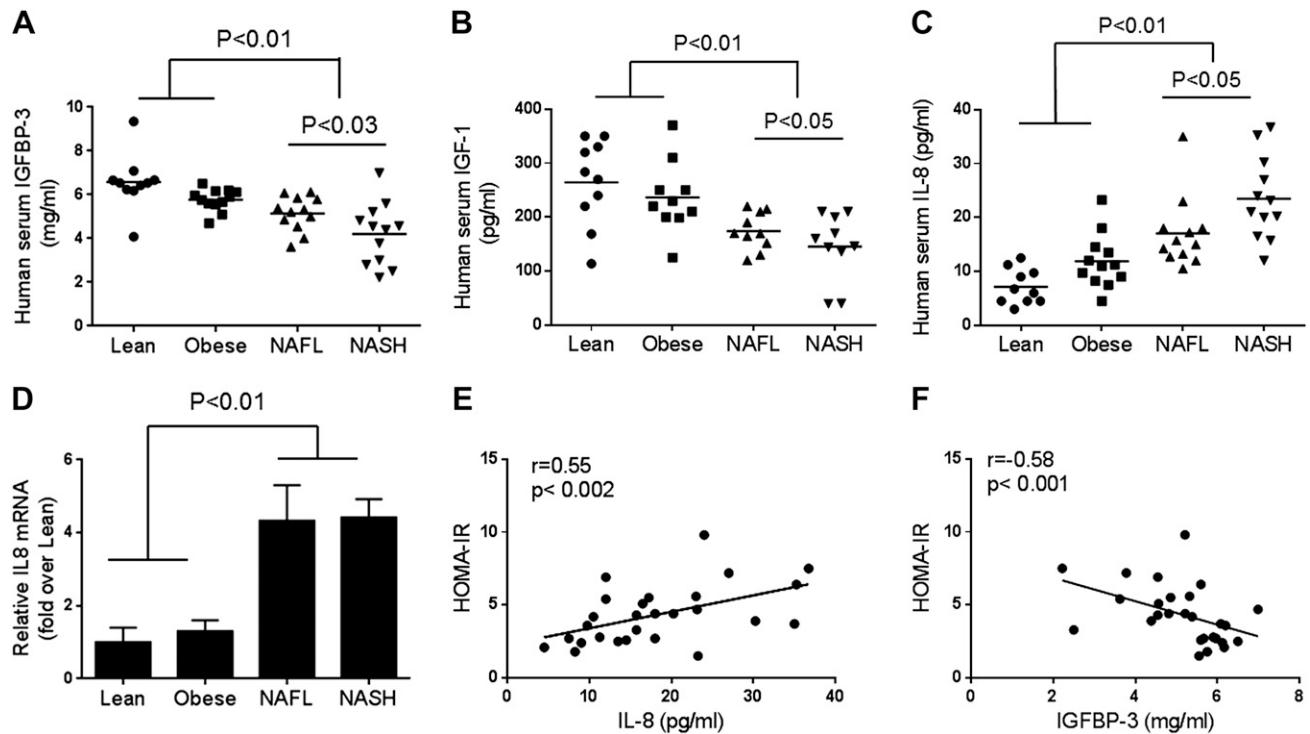 A
P<0.01
P<0.03
Human serum IGFBP-3
(mg/ml)
10
8
6
4
2
0
Lean Obese NAFL NASH
B
P<0.01
P<0.05
Human serum IGF-1
(pg/ml)
400
300
200
100
0
Lean Obese NAFL NASH
C
P<0.01
P<0.05
Human serum IL-8 (pg/ml)
40
30
20
10
0
Lean Obese NAFL NASH
D
P<0.01
Relative IL8 mRNA
(fold over Lean)
6
4
2
0
Lean Obese NAFL NASH
E
r=0.55
p< 0.002
HOMA-IR
15
10
5
0
0 10 20 30 40
IL-8 (pg/ml)
F
r=-0.58
p< 0.001
HOMA-IR
15
10
5
0
0 2 4 6 8
IGFBP-3 (mg/ml)